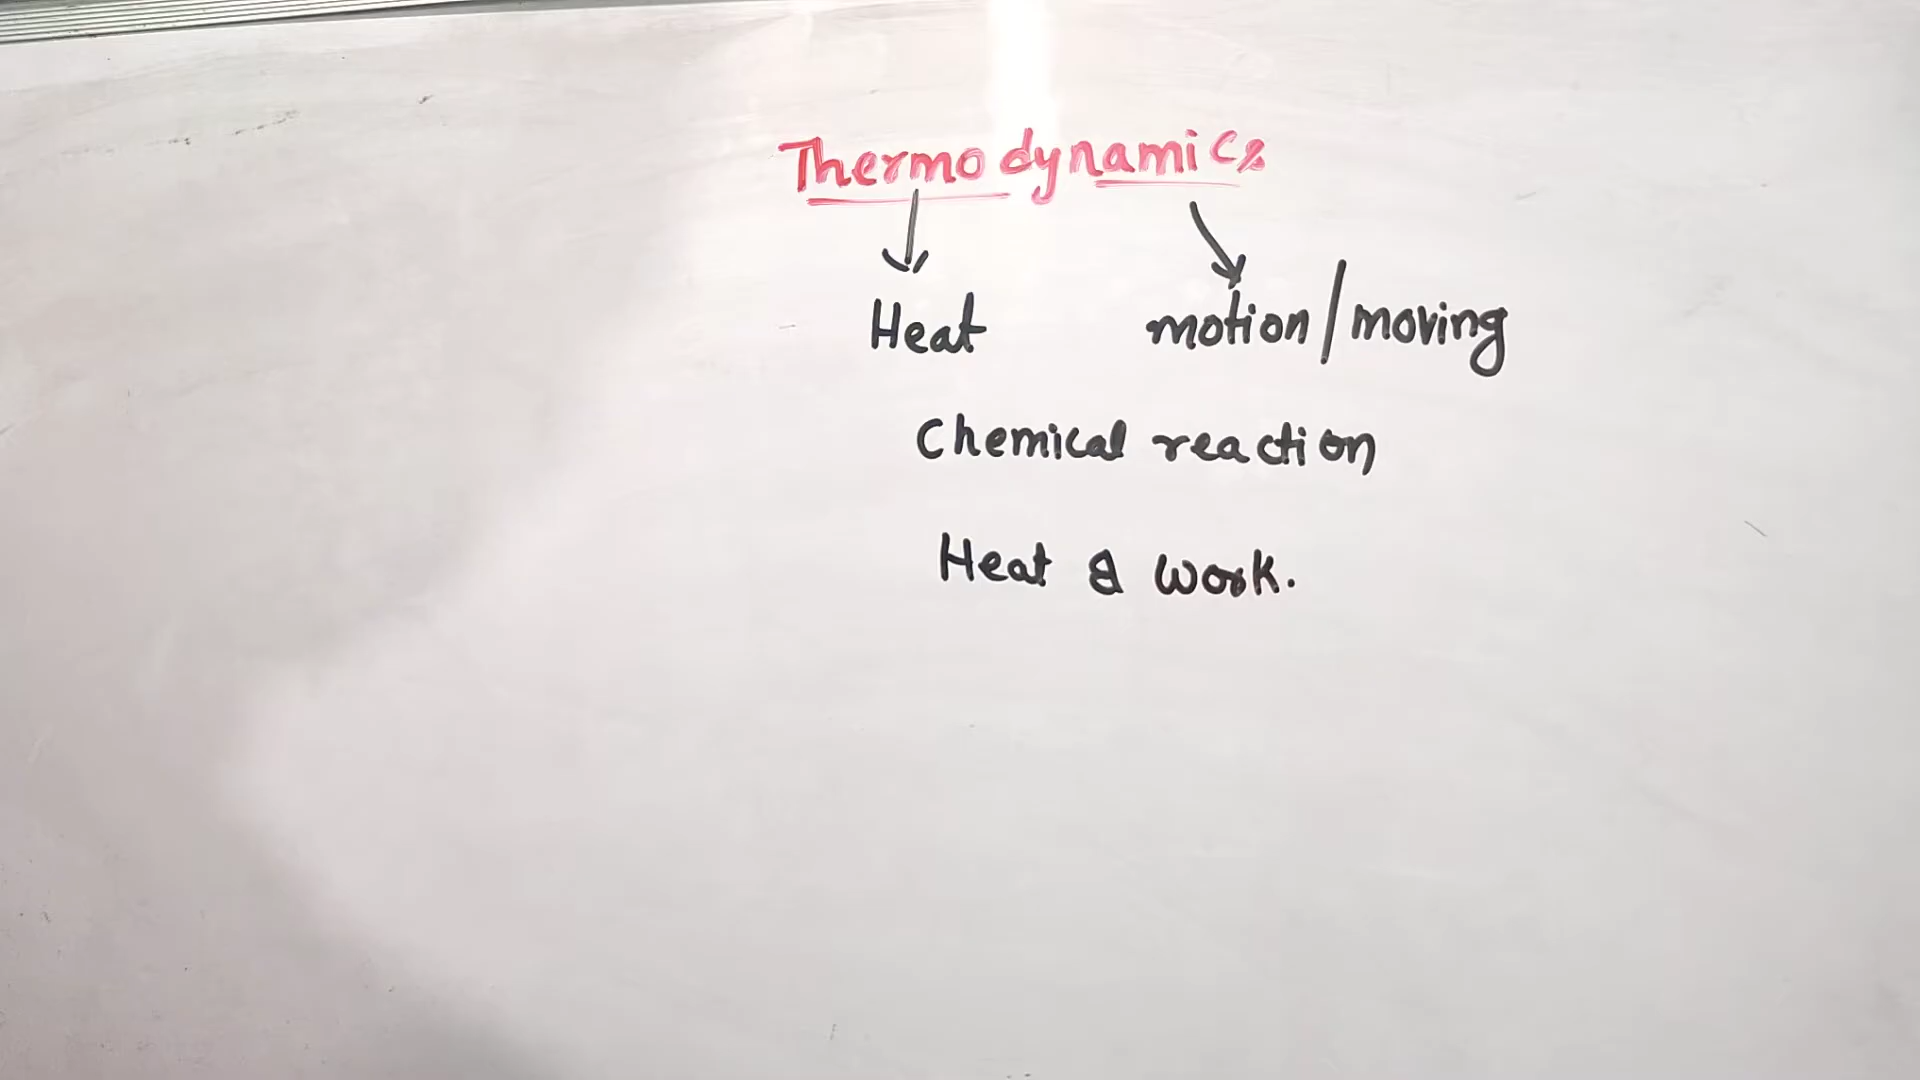 Thermodynamics
Heat motion/moving
Chemical reaction
Heat & work.